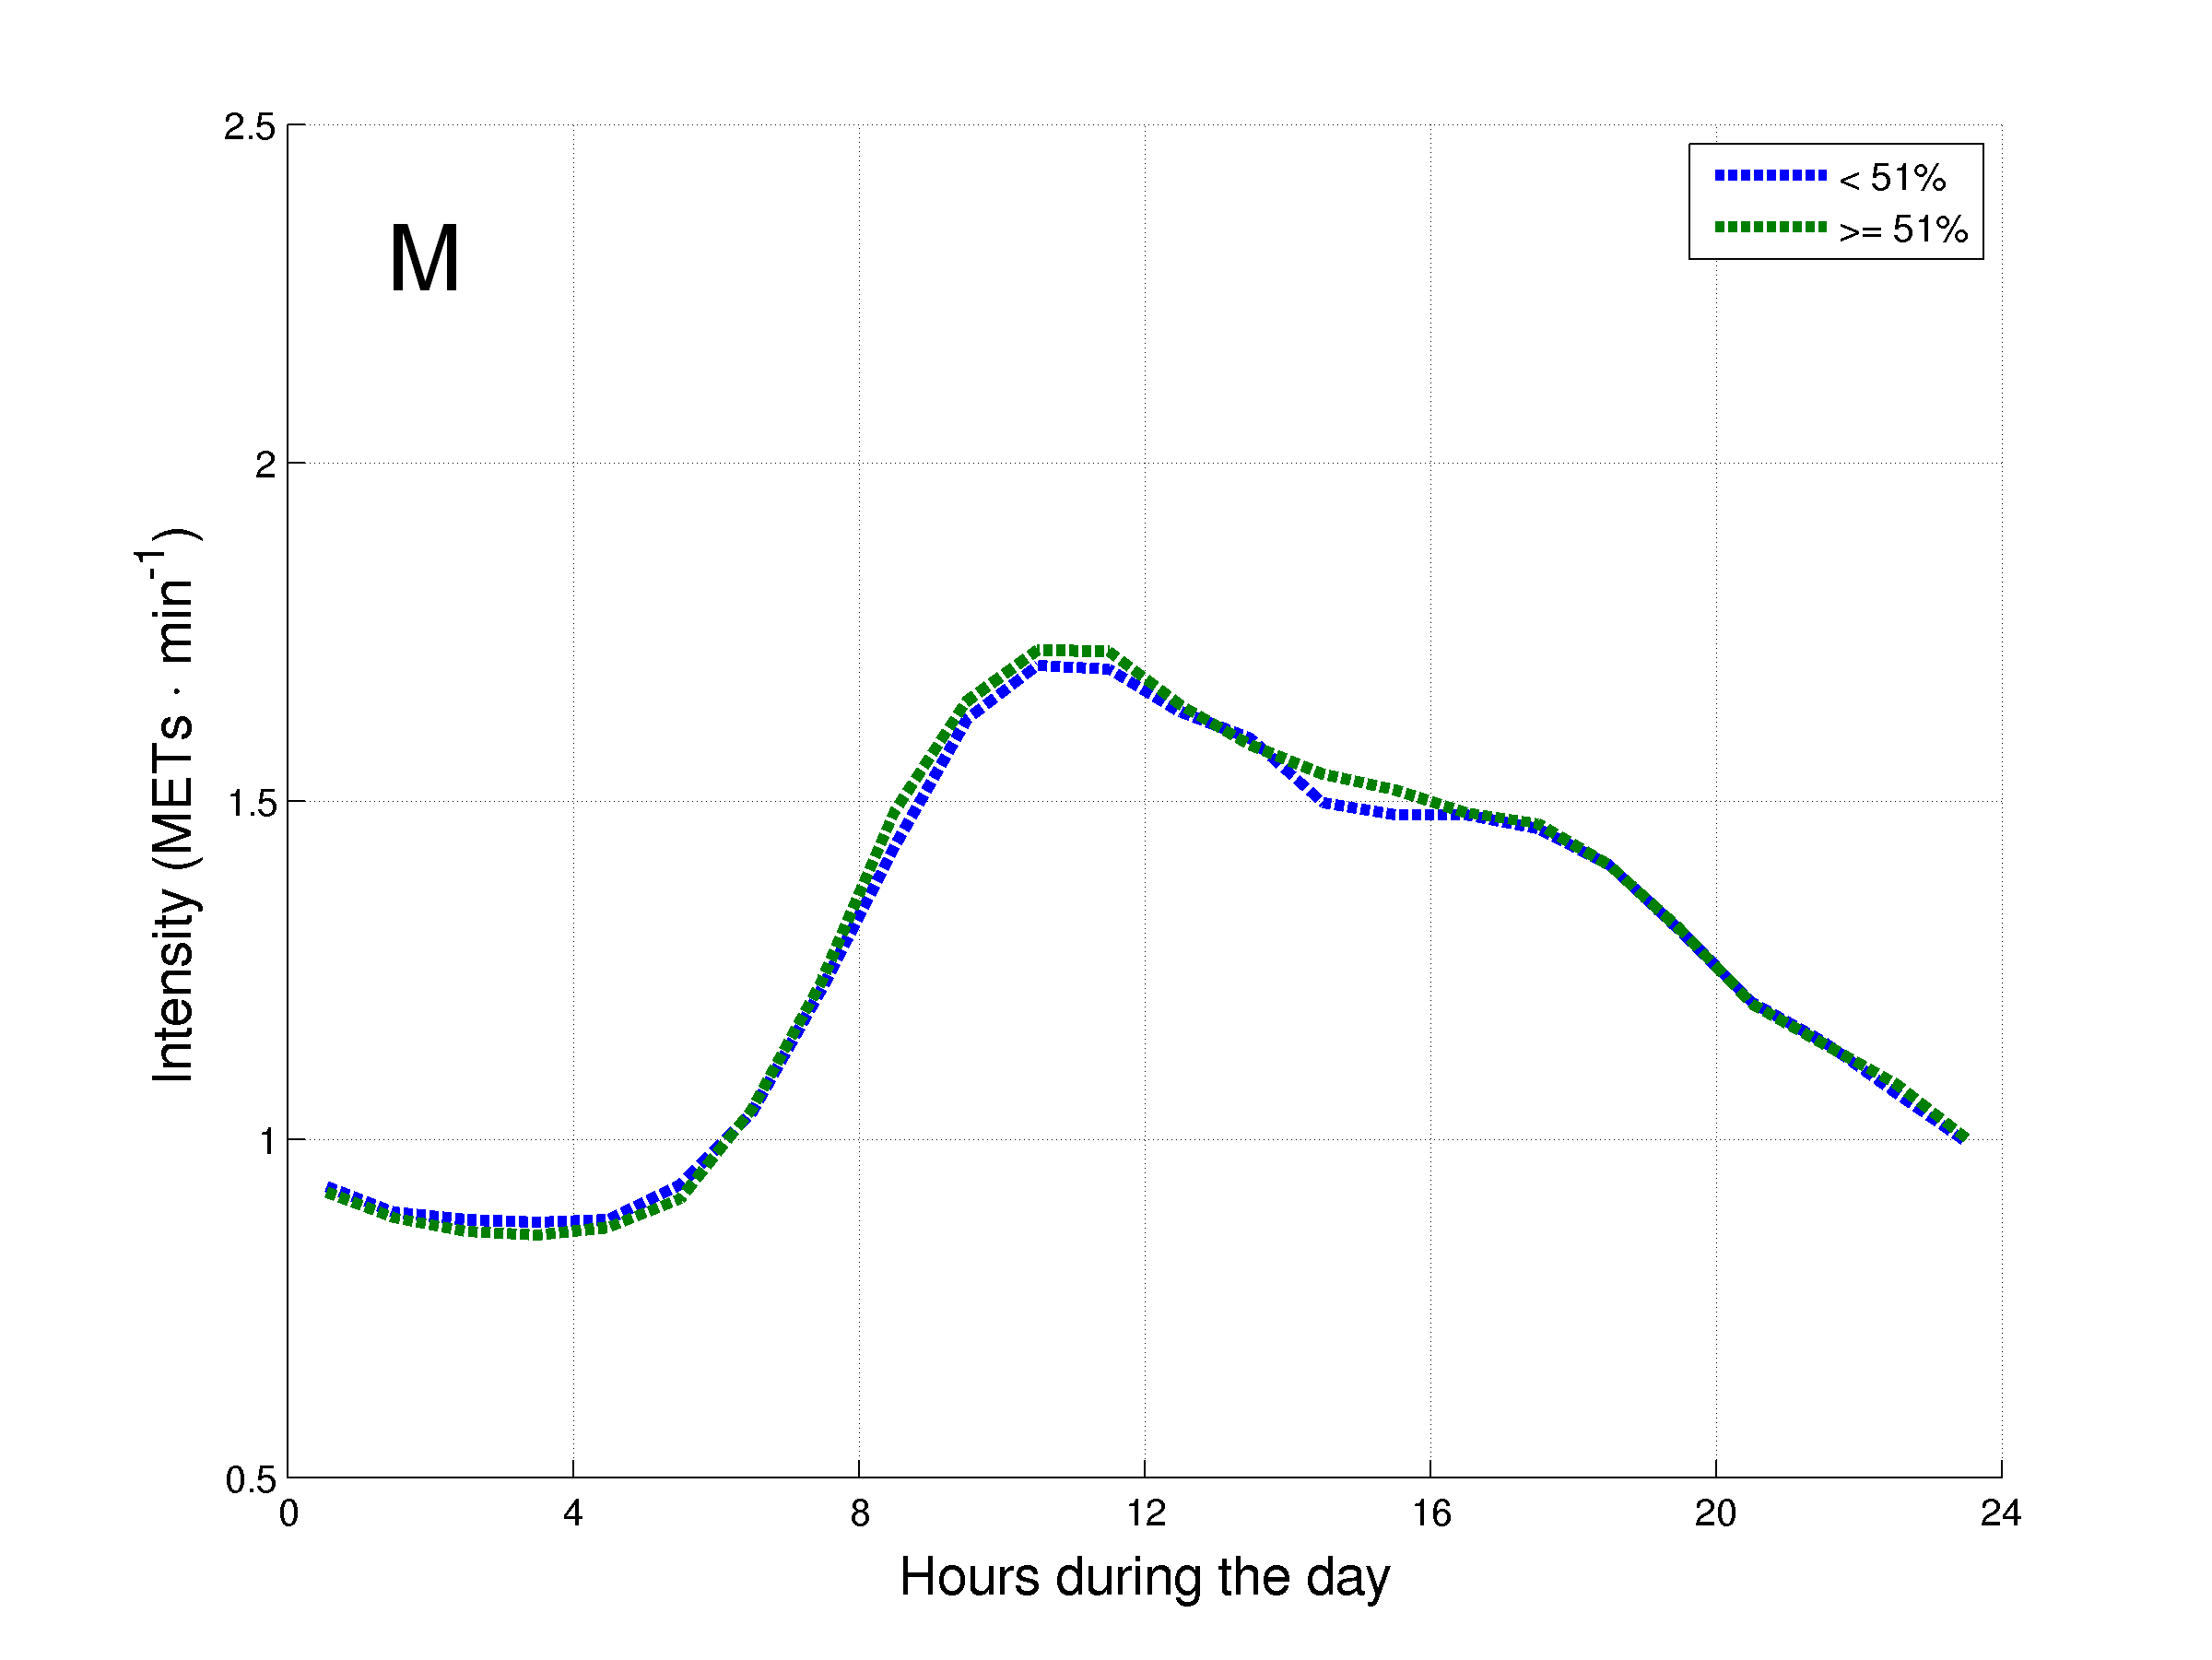 2.5
2
1.5
1
0.5
Intensity (METs · min-1)
M
< 51%
>= 51%
0 4 8 12 16 20 24
Hours during the day